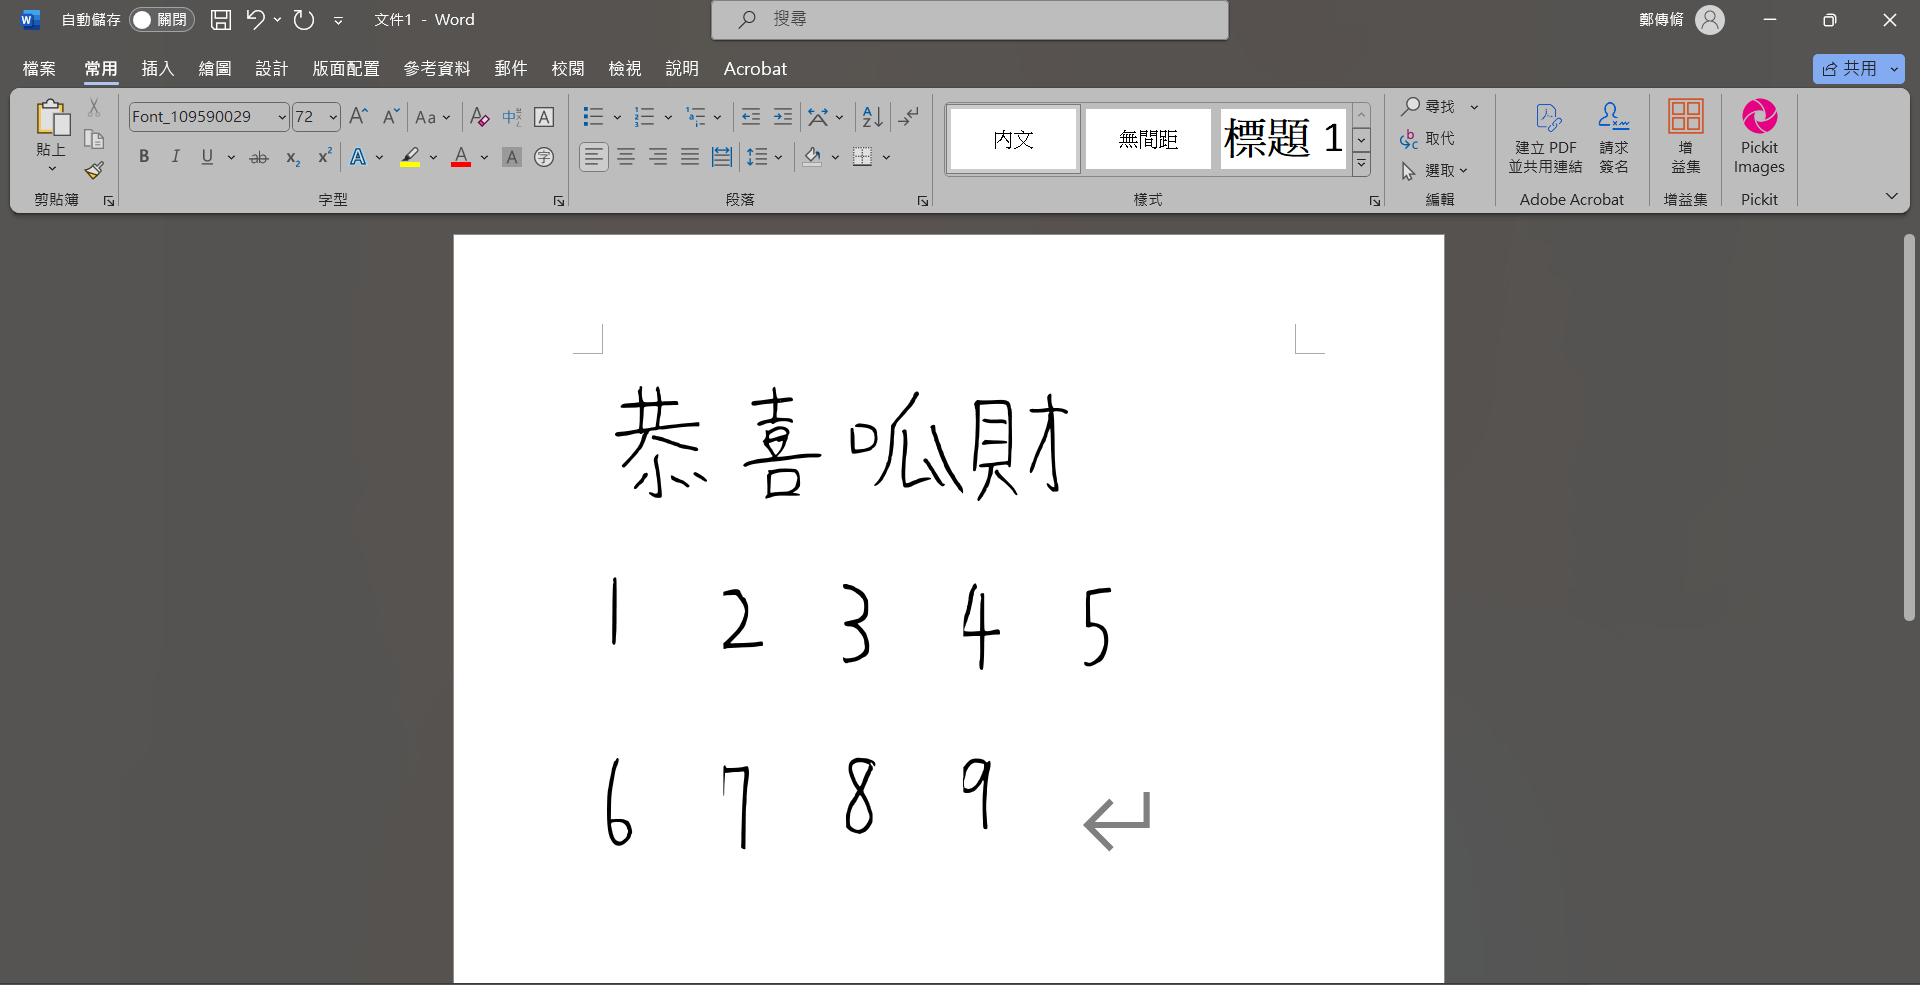 自動儲存 關閉 文件1 - Word 搜尋 鄭傳脩
檔案 常用 插入 繪圖 設計 版面配置 參考資料 郵件 校閱 檢視 說明 Acrobat 共用
貼上
剪貼簿
Font_109590029 72
字型
段落
內文 無間距 標題 1
樣式
尋找
取代
選取
編輯
建立 PDF
並共用連結
請求
簽名
Adobe Acrobat
增
益集
增益集
Pickit
Images
Pickit
恭喜呱財
1 2 3 4 5
6 7 8 9